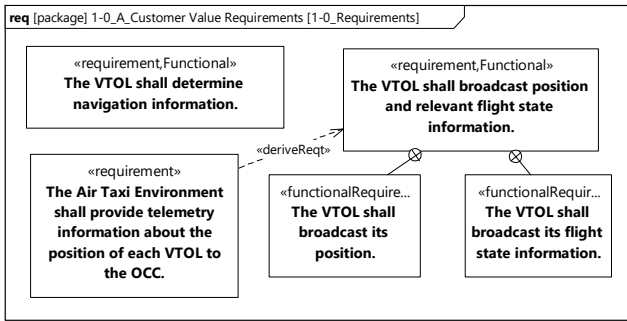 req [package] 1-0_A_Customer Value Requirements [1-0_Requirements]
«requirement,Functional»
The VTOL shall determine
navigation information.
«requirement,Functional»
The VTOL shall broadcast position
and relevant flight state
information.
«deriveReqt»
«requirement»
The Air Taxi Environment
shall provide telemetry
information about the
position of each VTOL to
the OCC.
«functionalRequire...
The VTOL shall
broadcast its
position.
«functionalRequir...
The VTOL shall
broadcast its flight
state information.